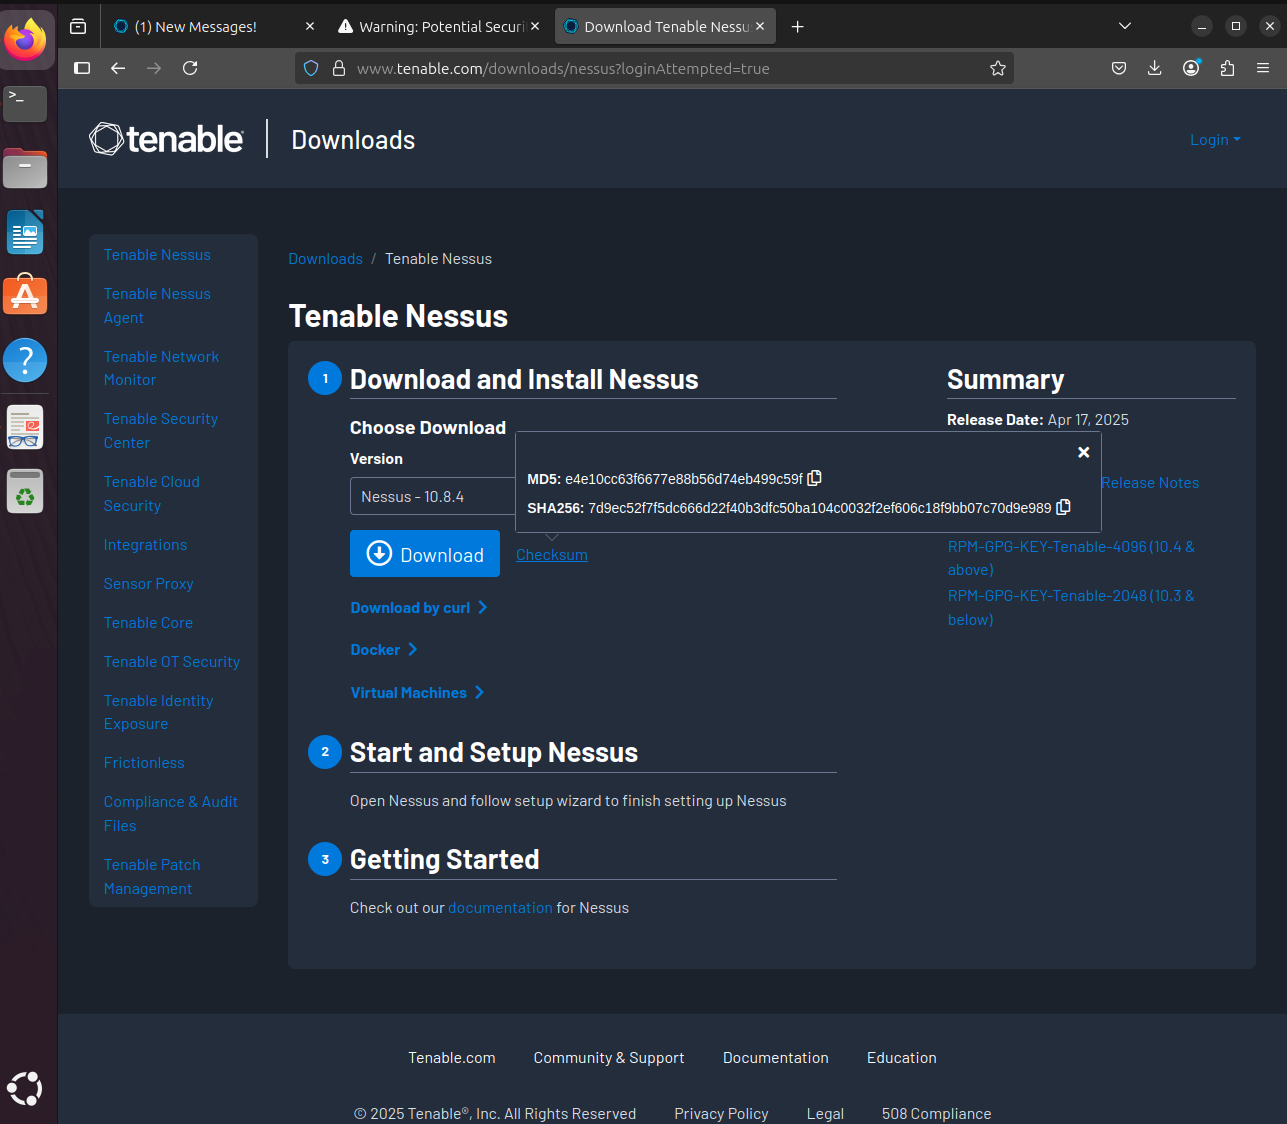 (1) New Messages!
Warning: Potential Securi
Download Tenable Nessu
www.tenable.com/downloads/nessus?loginAttempted=true
tenable
Downloads
Login
Tenable Nessus
Tenable Nessus
Agent
Tenable Network
Monitor
Tenable Security
Center
Tenable Cloud
Security
Integrations
Sensor Proxy
Tenable Core
Tenable OT Security
Tenable Identity
Exposure
Frictionless
Compliance & Audit
Files
Tenable Patch
Management
Downloads / Tenable Nessus
Tenable Nessus
1 Download and Install Nessus
Choose Download
Version
Nessus - 10.8.4
MD5: e4e10cc63f6677e88b56d74eb499c59f
SHA256: 7d9ec52f7f5dc666d22f40b3dfc50ba104c0032f2ef606c18f9bb07c70d9e989
Download
Checksum
Download by curl
Docker
Virtual Machines
2 Start and Setup Nessus
Open Nessus and follow setup wizard to finish setting up Nessus
3 Getting Started
Check out our documentation for Nessus
Summary
Release Date: Apr 17, 2025
Release Notes
RPM-GPG-KEY-Tenable-4096 (10.4 &
above)
RPM-GPG-KEY-Tenable-2048 (10.3 &
below)
Tenable.com
Community & Support
Documentation
Education
© 2025 Tenable®, Inc. All Rights Reserved
Privacy Policy
Legal
508 Compliance